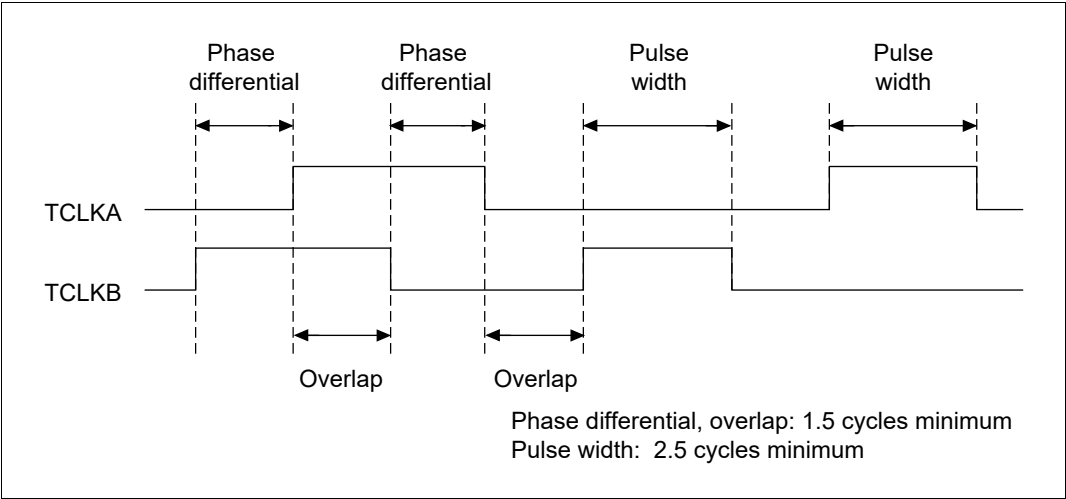 Phase
differential
Phase
differential
Pulse
width
Pulse
width
TCLKA
TCLKB
Overlap
Overlap
Phase differential, overlap: 1.5 cycles minimum
Pulse width:  2.5 cycles minimum